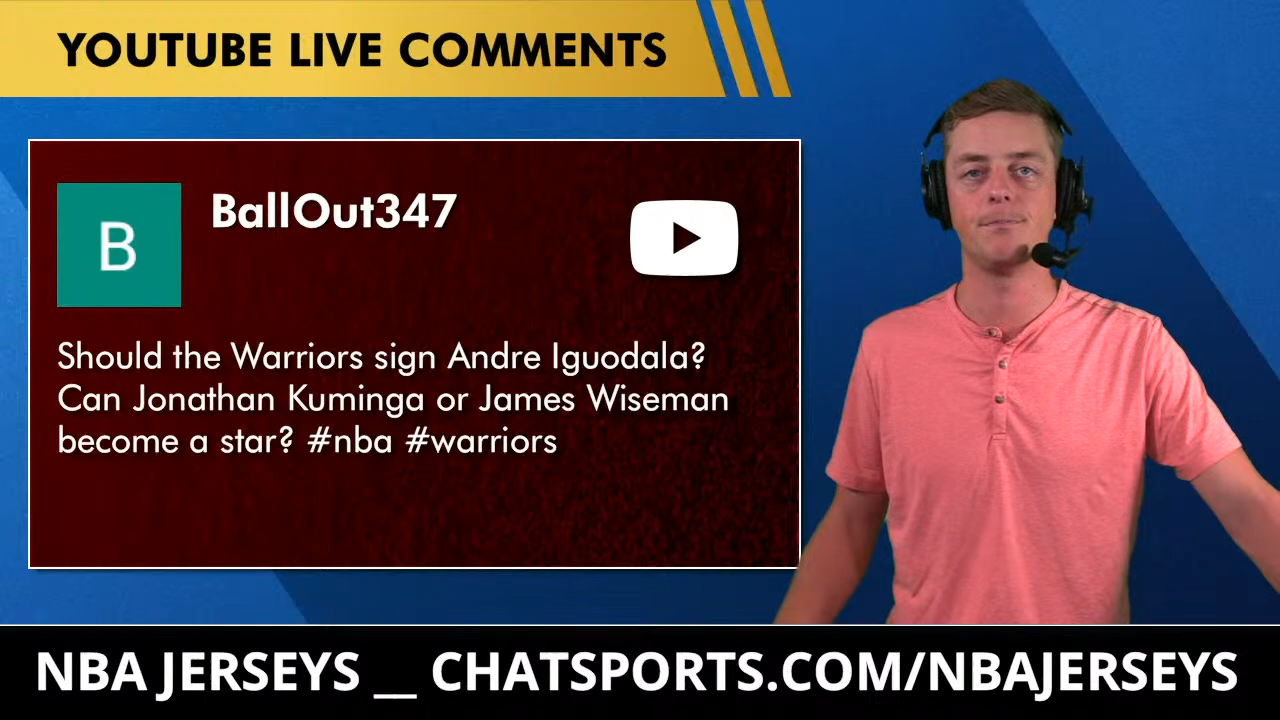 YOUTUBE LIVE COMMENTS
B
BallOut347
Should the Warriors sign Andre Iguodala?
Can Jonathan Kuminga or James Wiseman
become a star? #nba #warriors
NBA JERSEYS __ CHATSPORTS.COM/NBAJERSEYS